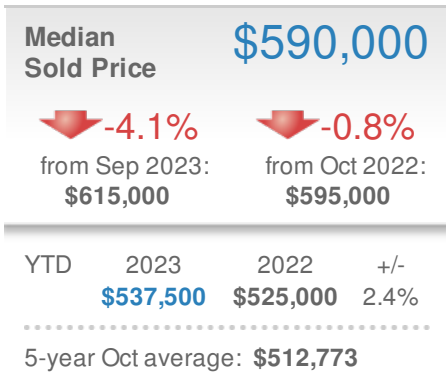 Median
Sold Price
$590,000
-4.1%
from Sep 2023:
$615,000
-0.8%
from Oct 2022:
$595,000
YTD 2023 2022 +/-
$537,500 $525,000 2.4%
5-year Oct average: $512,773